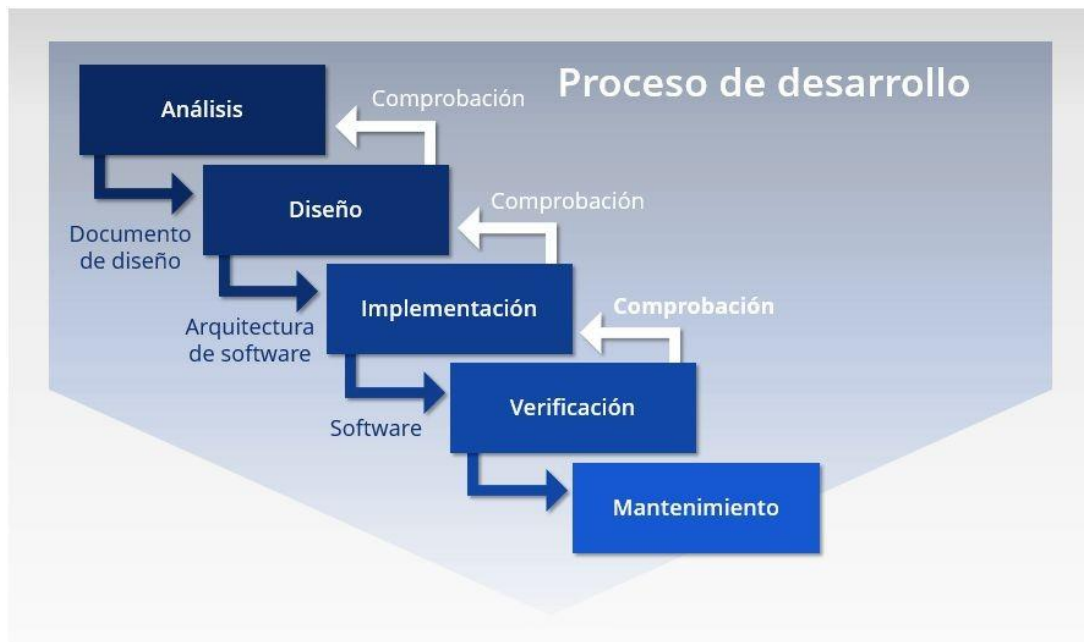 Proceso de desarrollo
Análisis
Comprobación
Diseño
Comprobación
Documento
de diseño
Implementación
Comprobación
Arquitectura
de software
Verificación
Software
Mantenimiento